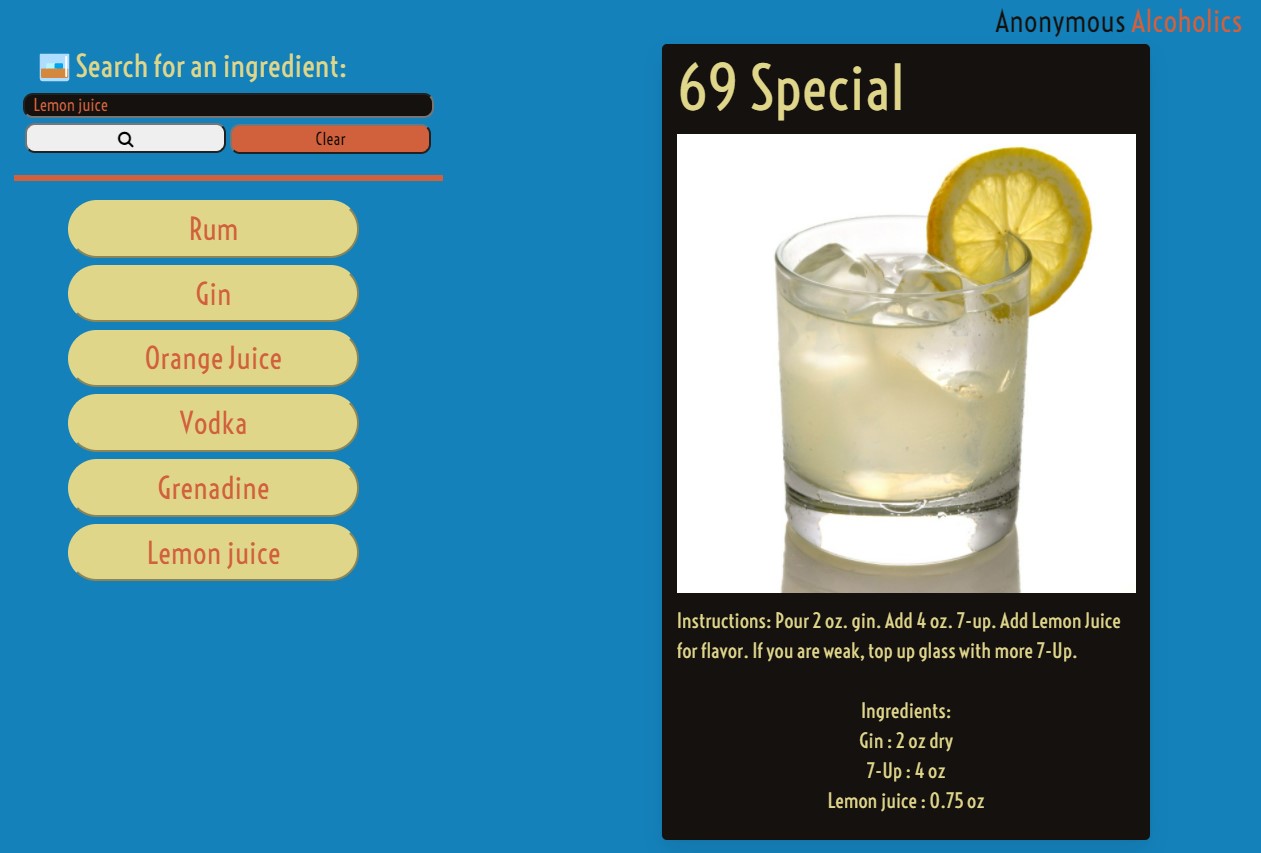 Anonymous Alcoholics
Search for an ingredient:
Lemon juice
Clear
Rum
Gin
Orange Juice
Vodka
Grenadine
Lemon juice
69 Special
Instructions: Pour 2 oz. gin. Add 4 oz. 7-up. Add Lemon Juice
for flavor. If you are weak, top up glass with more 7-Up.
Ingredients:
Gin : 2 oz dry
7-Up : 4 oz
Lemon juice : 0.75 oz